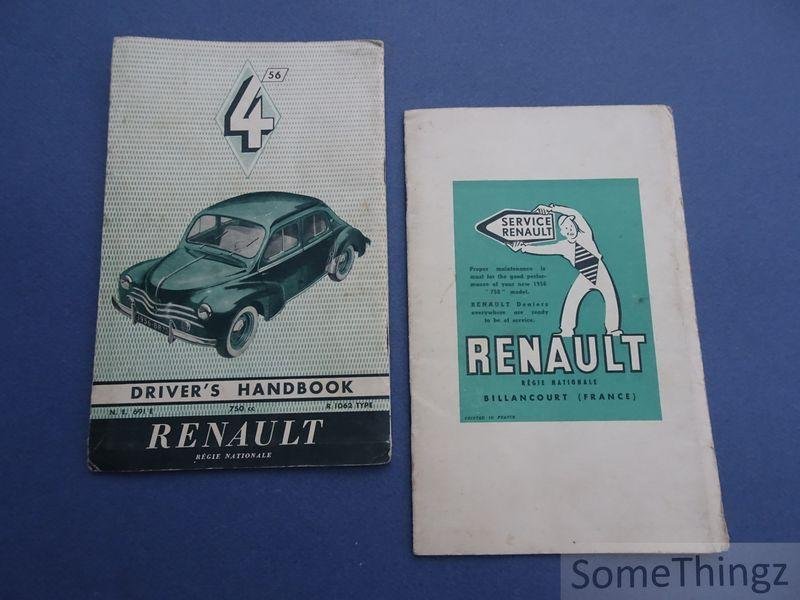 56
4
DRIVER'S HANDBOOK
N. E. 691 E 750 cc R 1062 TYPE
RENAULT
RÉGIE NATIONALE
SERVICE
RENAULT
Proper maintenance is
must for the good perfor-
mance of your new 1956
"750" model.
RENAULT Dealers
everywhere are ready
to be of service.
RENAULT
RÉGIE NATIONALE
BILLANCOURT (FRANCE)
PRINTED IN FRANCE
SomeThingz